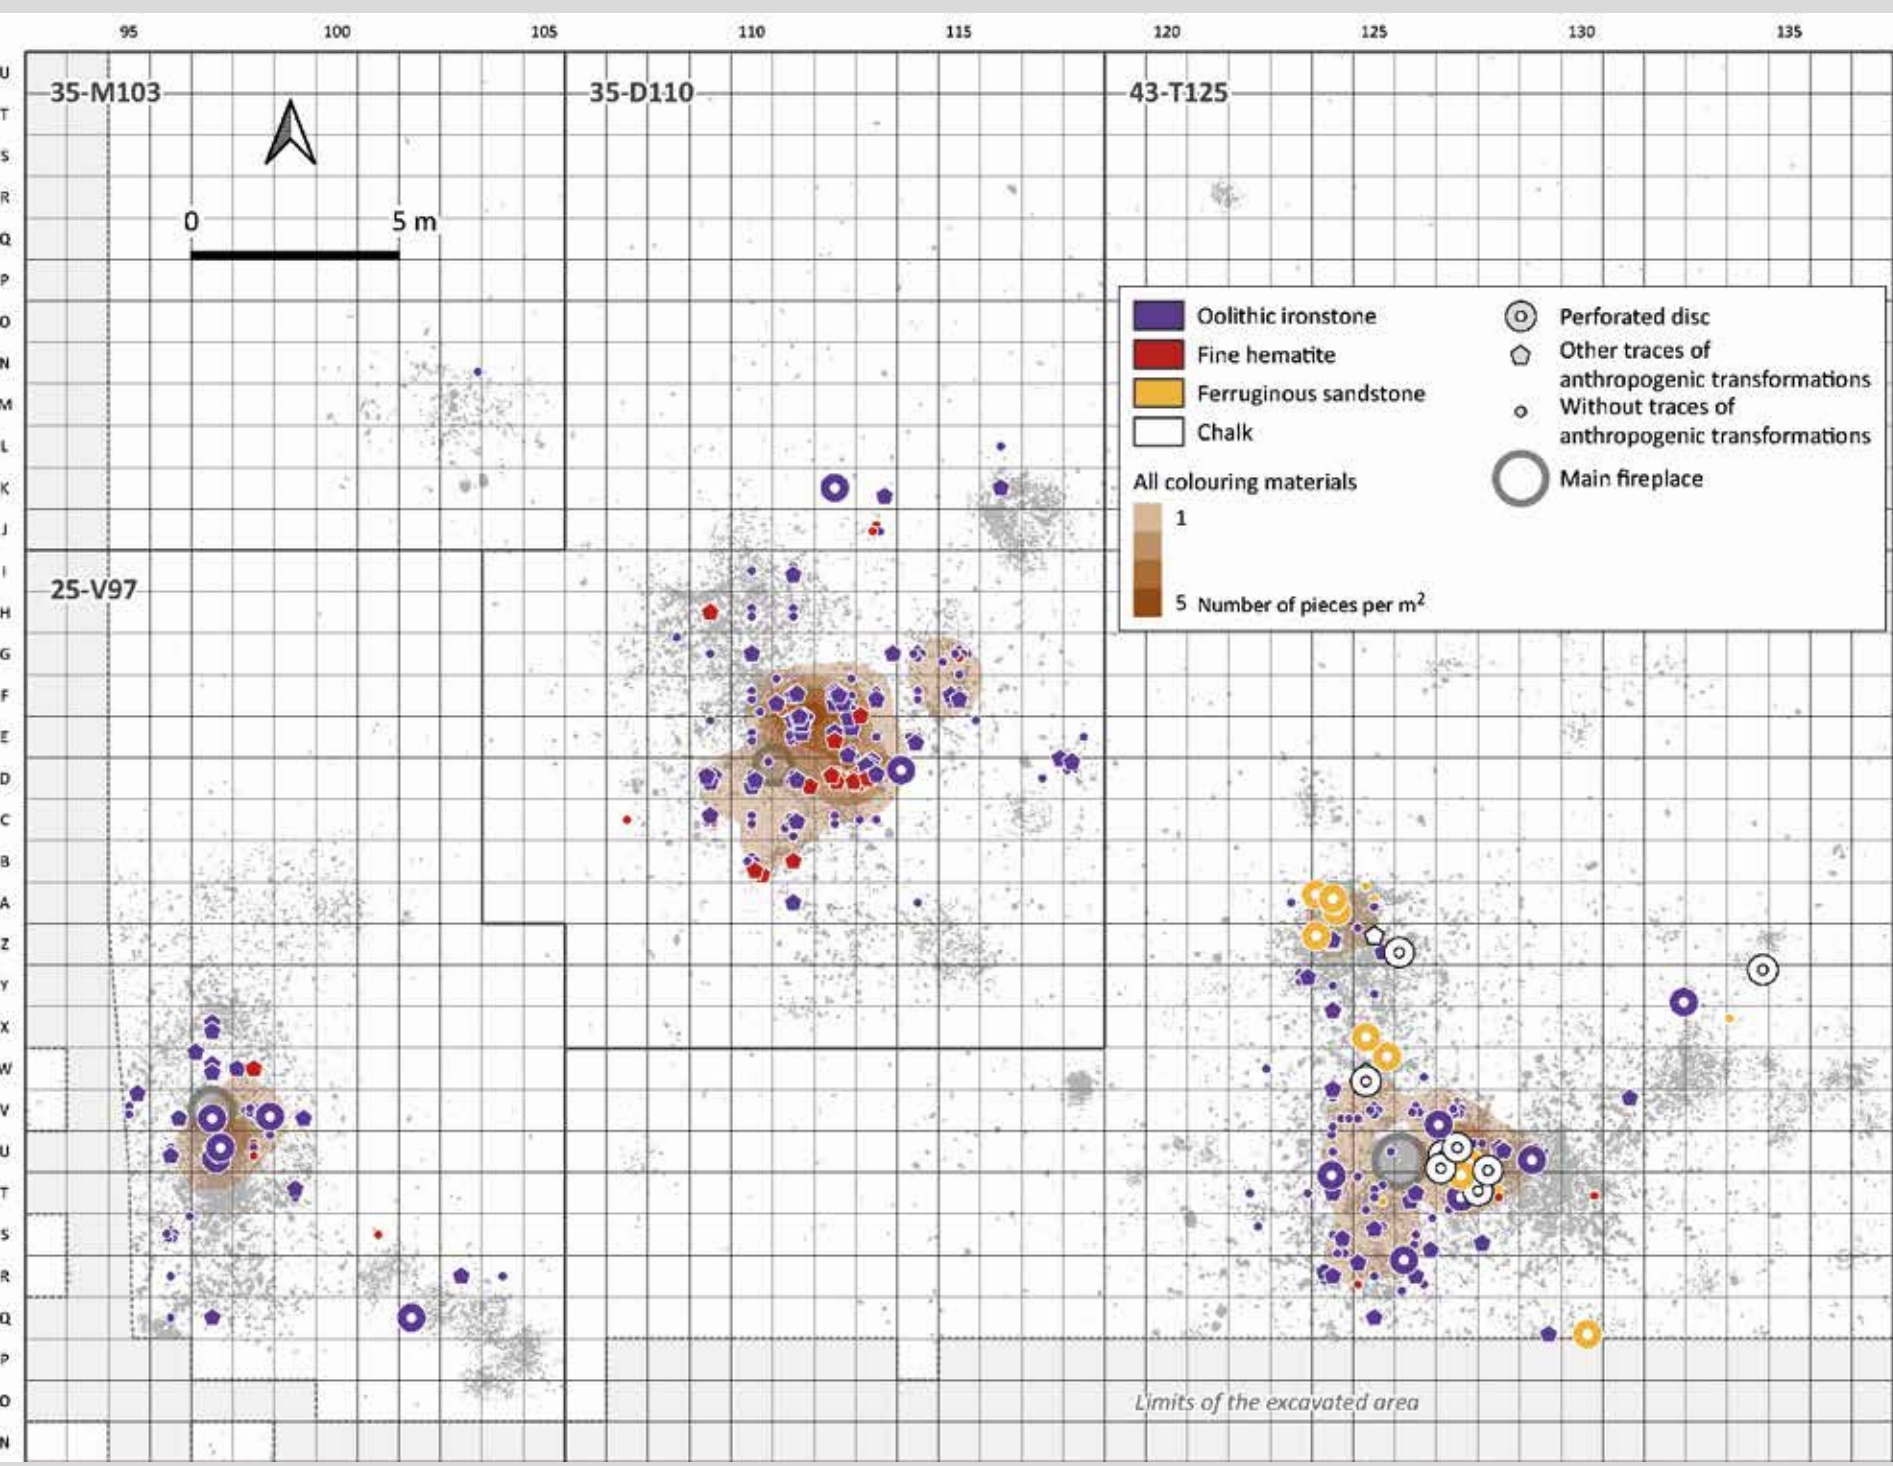 95 100 105 110 115 120 125 130 135
U
T
S
R
Q
P
O
N
M
L
K
J
I
H
G
F
E
D
C
B
A
Z
Y
X
W
V
U
T
S
R
Q
P
O
N
35-M103
35-D110
43-T125
0 5 m
25-V97
Oolithic ironstone
Fine hematite
Ferruginous sandstone
Chalk
All colouring materials
1
5 Number of pieces per m²
Perforated disc
Other traces of
anthropogenic transformations
Without traces of
anthropogenic transformations
Main fireplace
Limits of the excavated area